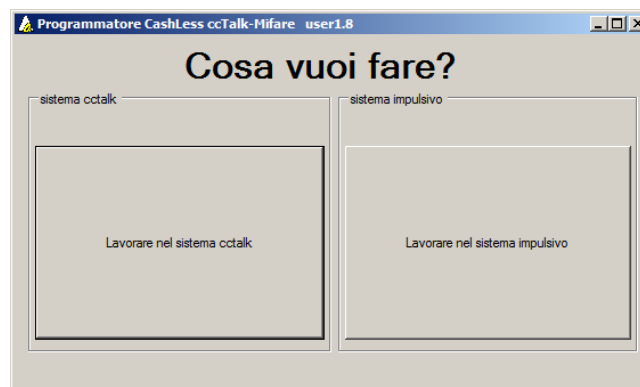 Programmatore CashLess ccTalk-Mifare user1.8
Cosa vuoi fare?
sistema cctalk
sistema impulsivo
Lavorare nel sistema cctalk
Lavorare nel sistema impulsivo